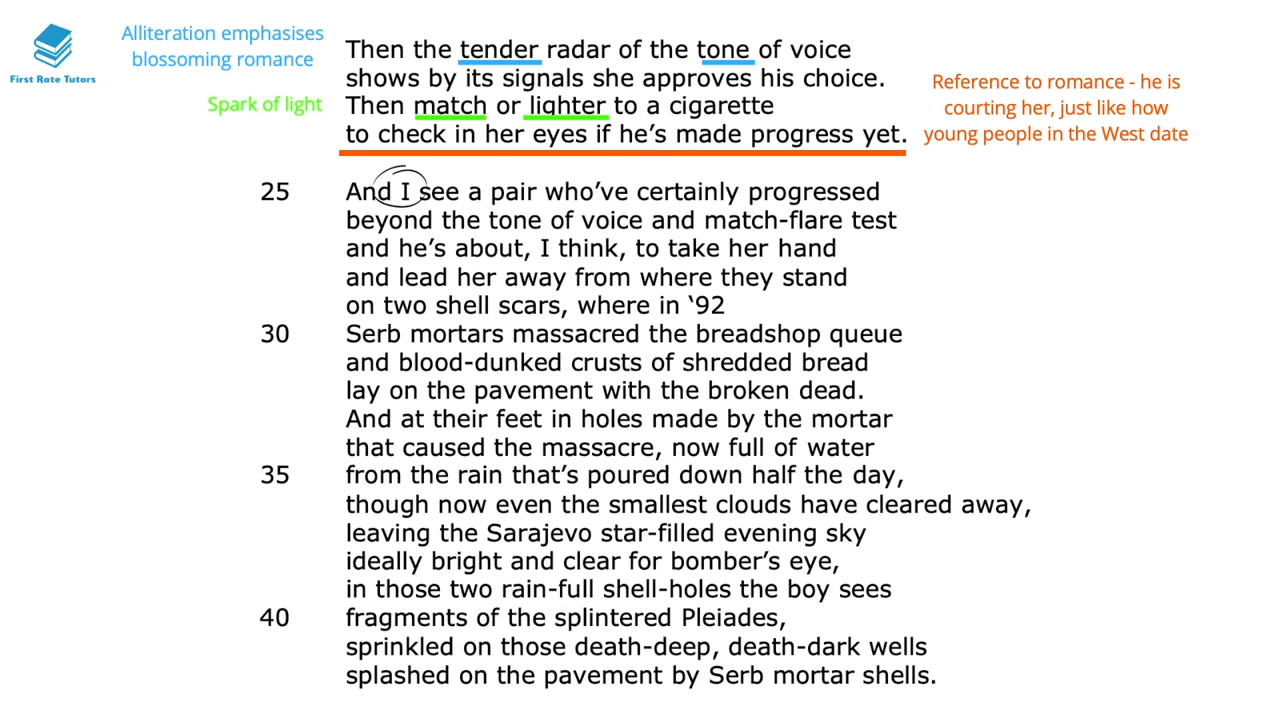 First Rate Tutors
Alliteration emphasises
blossoming romance
Spark of light
Then the tender radar of the tone of voice
shows by its signals she approves his choice.
Then match or lighter to a cigarette
to check in her eyes if he's made progress yet.
Reference to romance - he is
courting her, just like how
young people in the West date
25 And I see a pair who've certainly progressed
beyond the tone of voice and match-flare test
and he's about, I think, to take her hand
and lead her away from where they stand
on two shell scars, where in ‘92
30 Serb mortars massacred the breadshop queue
and blood-dunked crusts of shredded bread
lay on the pavement with the broken dead.
And at their feet in holes made by the mortar
that caused the massacre, now full of water
35 from the rain that's poured down half the day,
though now even the smallest clouds have cleared away,
leaving the Sarajevo star-filled evening sky
ideally bright and clear for bomber's eye,
in those two rain-full shell-holes the boy sees
40 fragments of the splintered Pleiades,
sprinkled on those death-deep, death-dark wells
splashed on the pavement by Serb mortar shells.